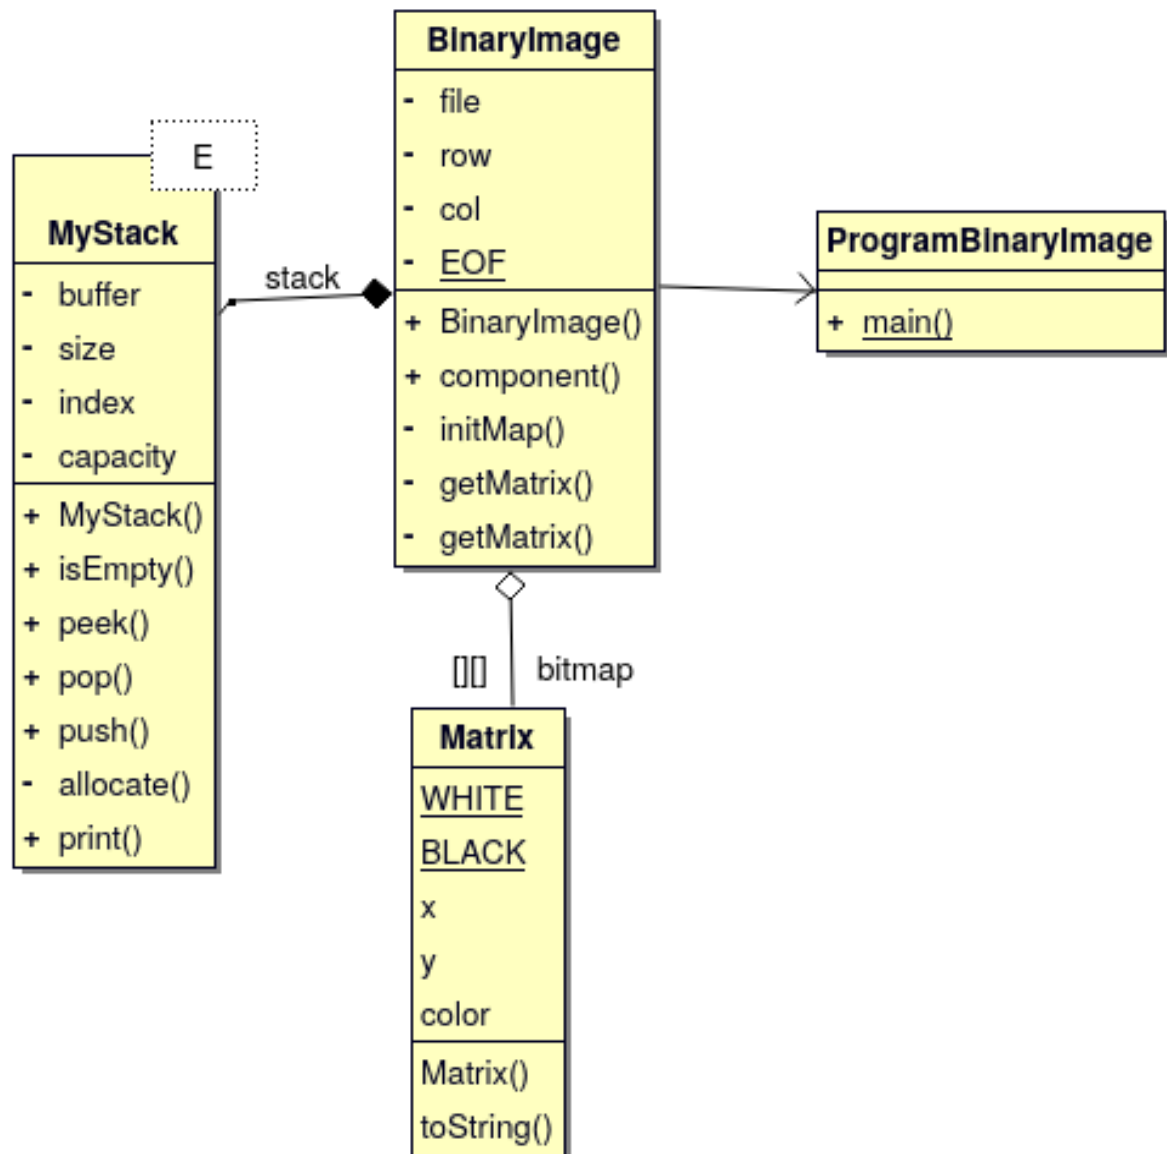 BinaryImage
- file
- row
- col
- EOF
+ BinaryImage()
+ component()
- initMap()
- getMatrix()
- getMatrix()
E
MyStack
- buffer
- size
- index
- capacity
+ MyStack()
+ isEmpty()
+ peek()
+ pop()
+ push()
- allocate()
+ print()
stack
ProgramBinaryImage
+ main()
[][] bitmap
Matrix
WHITE
BLACK
x
y
color
Matrix()
toString()